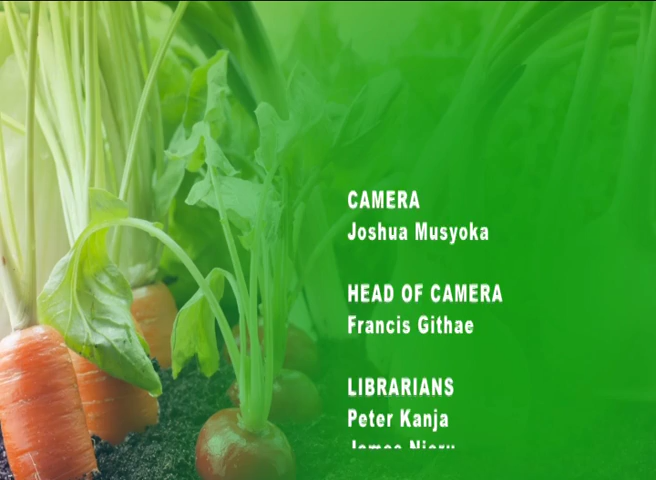 CAMERA
Joshua Musyoka
HEAD OF CAMERA
Francis Githae
LIBRARIANS
Peter Kanja